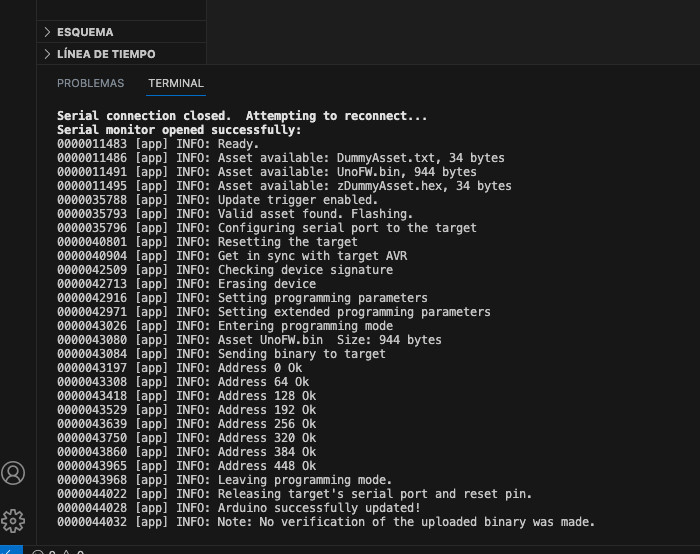 ESQUEMA
LÍNEA DE TIEMPO
PROBLEMAS TERMINAL
Serial connection closed.  Attempting to reconnect...
Serial monitor opened successfully:
0000011483 [app] INFO: Ready.
0000011486 [app] INFO: Asset available: DummyAsset.txt, 34 bytes
0000011491 [app] INFO: Asset available: UnoFW.bin, 944 bytes
0000011495 [app] INFO: Asset available: zDummyAsset.hex, 34 bytes
0000035788 [app] INFO: Update trigger enabled.
0000035793 [app] INFO: Valid asset found. Flashing.
0000035796 [app] INFO: Configuring serial port to the target
0000040801 [app] INFO: Resetting the target
0000040904 [app] INFO: Get in sync with target AVR
0000042509 [app] INFO: Checking device signature
0000042713 [app] INFO: Erasing device
0000042916 [app] INFO: Setting programming parameters
0000042971 [app] INFO: Setting extended programming parameters
0000043026 [app] INFO: Entering programming mode
0000043080 [app] INFO: Asset UnoFW.bin  Size: 944 bytes
0000043084 [app] INFO: Sending binary to target
0000043197 [app] INFO: Address 0 Ok
0000043308 [app] INFO: Address 64 Ok
0000043418 [app] INFO: Address 128 Ok
0000043529 [app] INFO: Address 192 Ok
0000043639 [app] INFO: Address 256 Ok
0000043750 [app] INFO: Address 320 Ok
0000043860 [app] INFO: Address 384 Ok
0000043965 [app] INFO: Address 448 Ok
0000043968 [app] INFO: Leaving programming mode.
0000044022 [app] INFO: Releasing target's serial port and reset pin.
0000044028 [app] INFO: Arduino successfully updated!
0000044032 [app] INFO: Note: No verification of the uploaded binary was made.